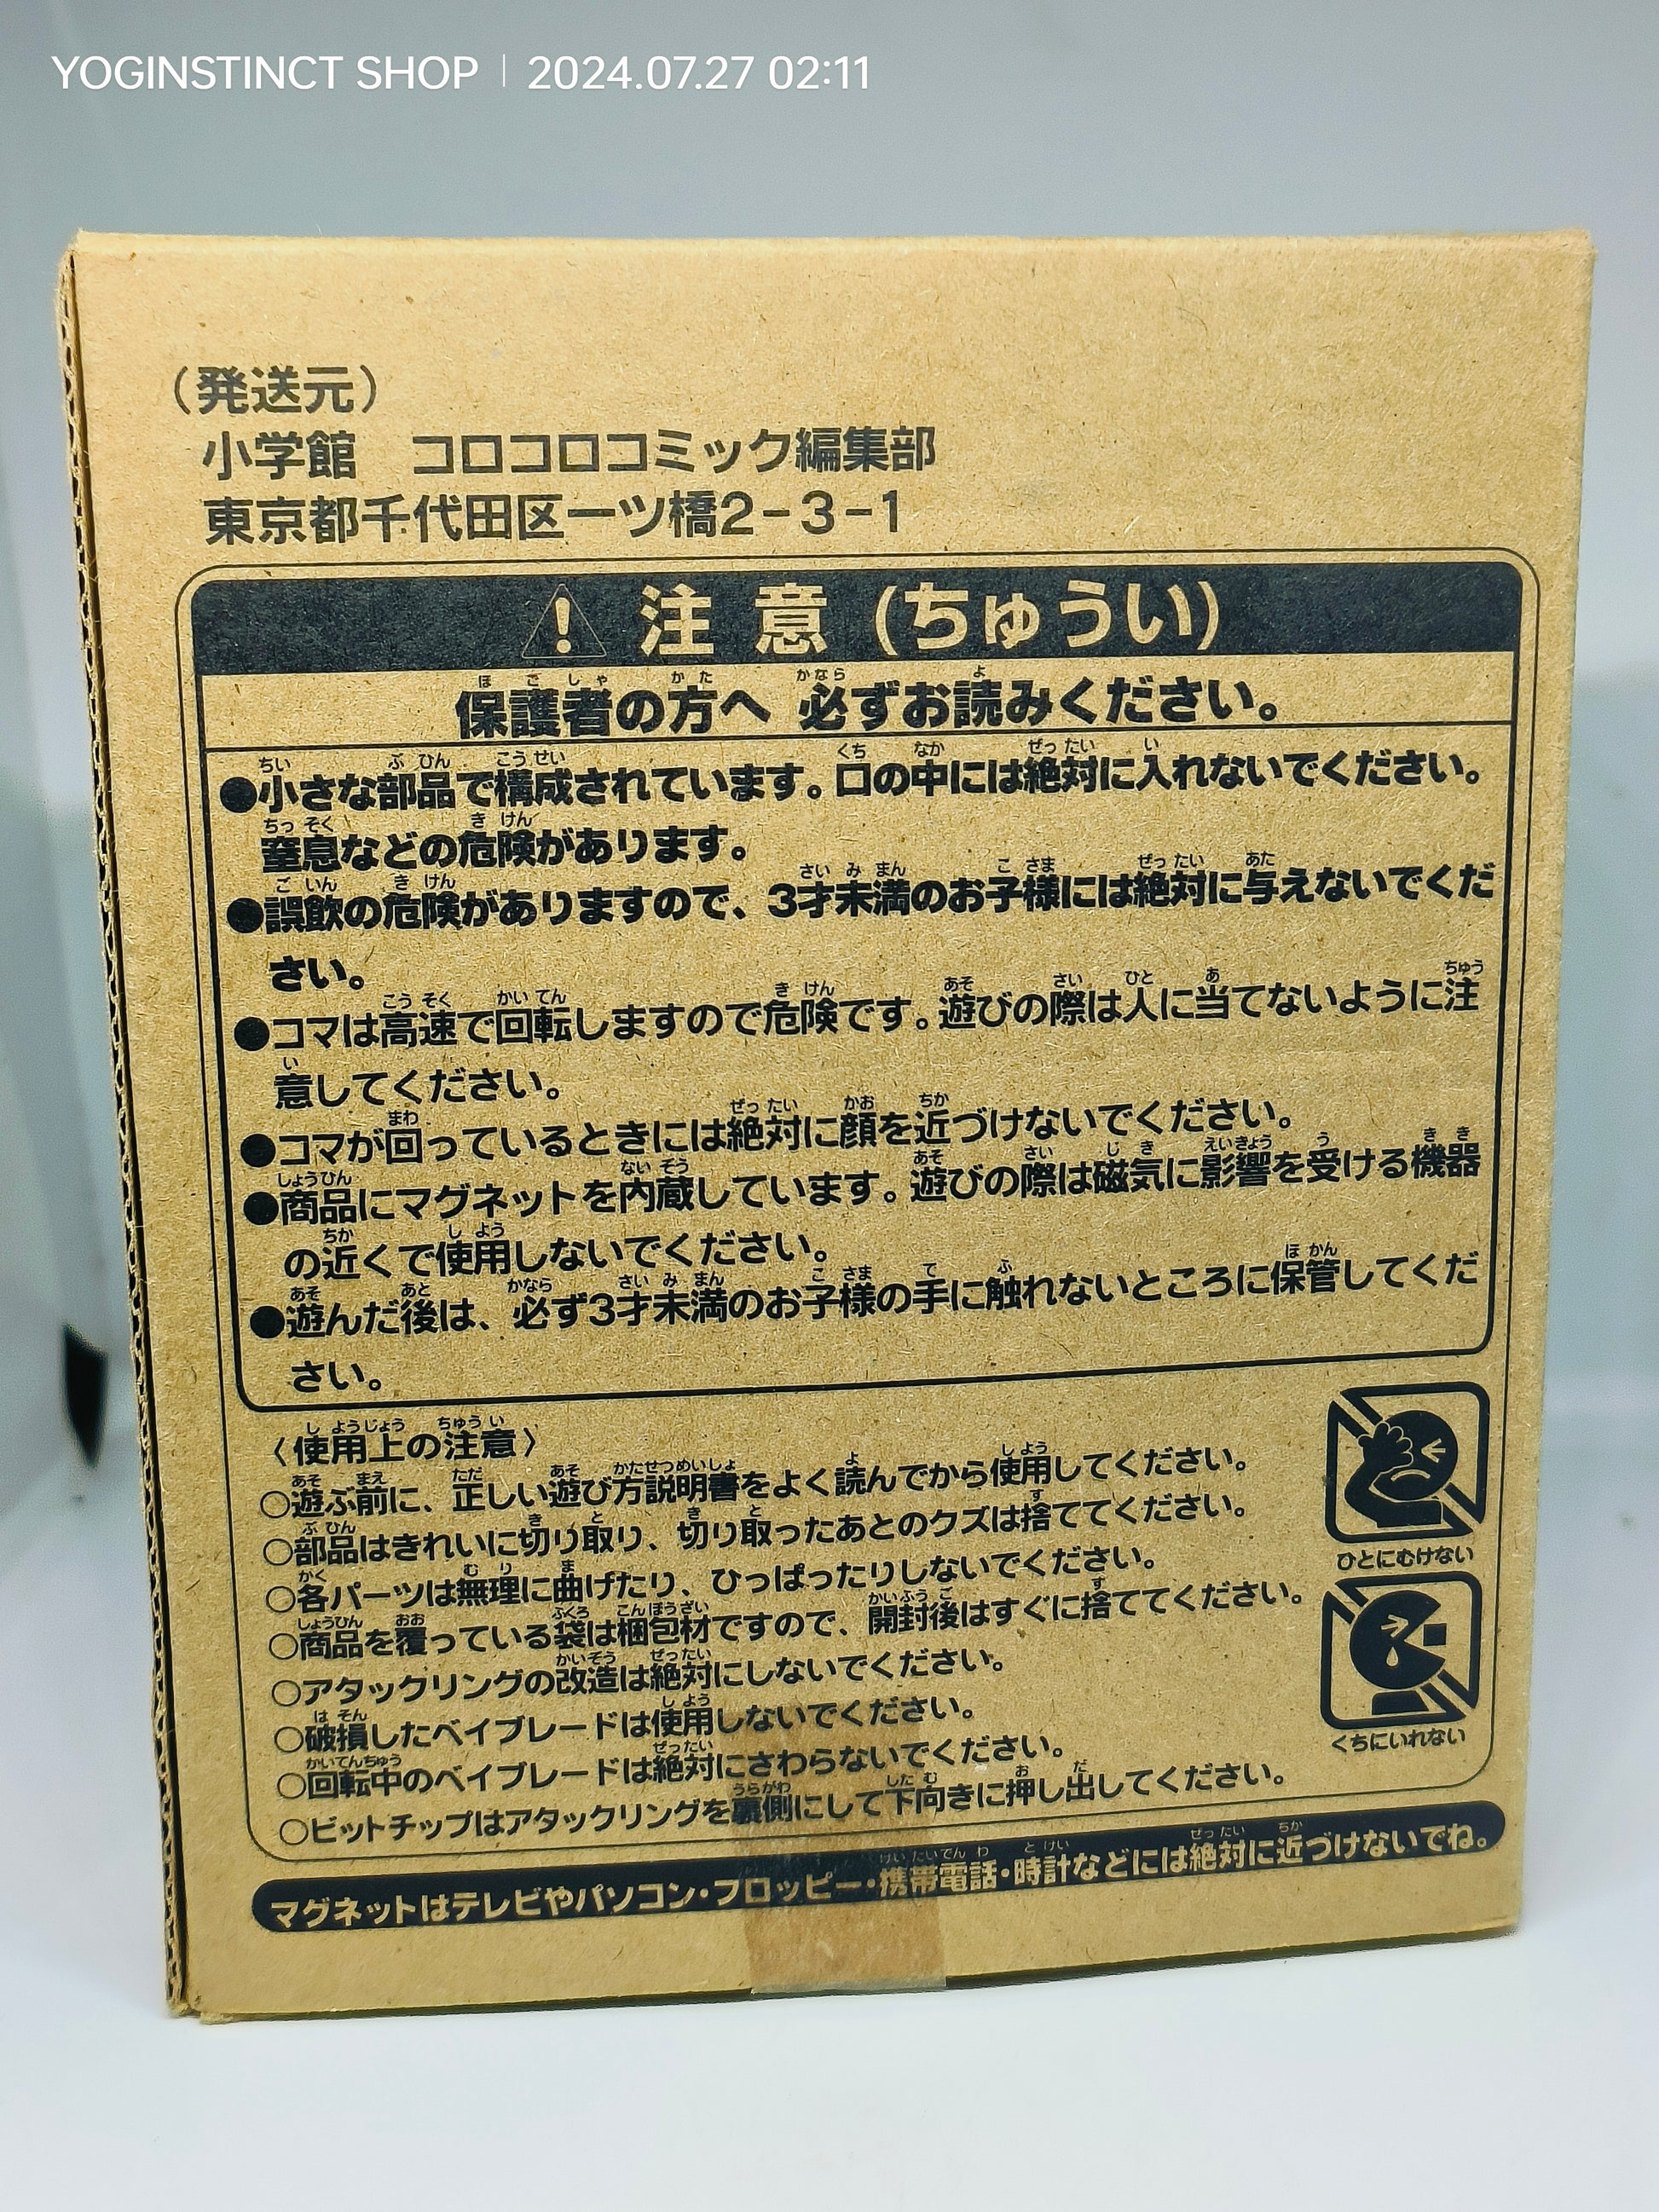 YOGINSTINCT SHOP | 2024.07.27 02:11
（発送元）
小学館　コロコロコミック編集部
東京都千代田区一ツ橋2-3-1
注意（ちゅうい）
保護者の方へ 必ずお読みください。
●小さな部品で構成されています。口の中には絶対に入れないでください。
窒息などの危険があります。
●誤飲の危険がありますので、3才未満のお子様には絶対に与えないでくだ
さい。
●コマは高速で回転しますので危険です。遊びの際は人に当てないように注
意してください。
●コマが回っているときには絶対に顔を近づけないでください。
●商品にマグネットを内蔵しています。遊びの際は磁気に影響を受ける機器
の近くで使用しないでください。
●遊んだ後は、必ず3才未満のお子様の手に触れないところに保管してくだ
さい。
〈使用上の注意〉
○遊ぶ前に、正しい遊び方説明書をよく読んでから使用してください。
○部品はきれいに切り取り、切り取ったあとのクズは捨ててください。
○各パーツは無理に曲げたり、ひっぱったりしないでください。
○商品を覆っている袋は梱包材ですので、開封後はすぐに捨ててください。
○アタックリングの改造は絶対にしないでください。
○破損したベイブレードは使用しないでください。
○回転中のベイブレードは絶対にさわらないでください。
○ビットチップはアタックリングを裏側にして下向きに押し出してください。
ひとにむけない
くちにいれない
マグネットはテレビやパソコン・フロッピー・携帯電話・時計などには絶対に近づけないでね。